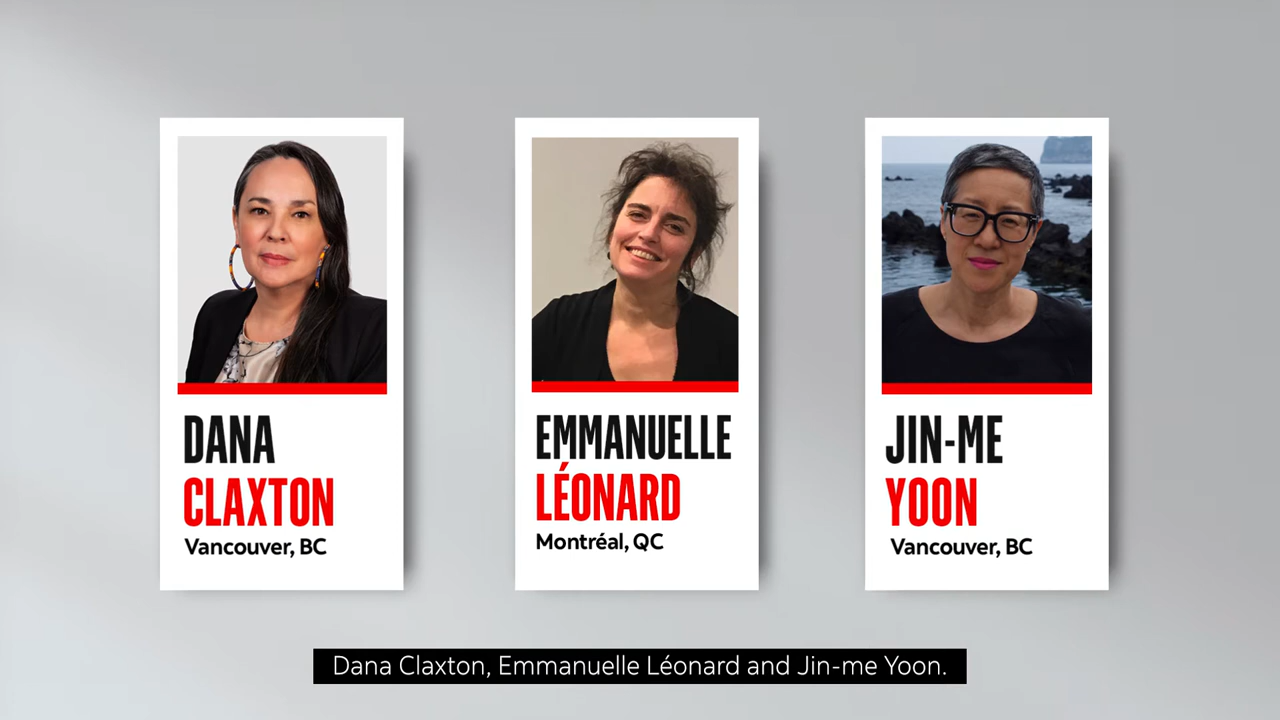 DANA
CLAXTON
Vancouver, BC
EMMANUELLE
LÉONARD
Montréal, QC
JIN-ME
YOON
Vancouver, BC
Dana Claxton, Emmanuelle Léonard and Jin-me Yoon.